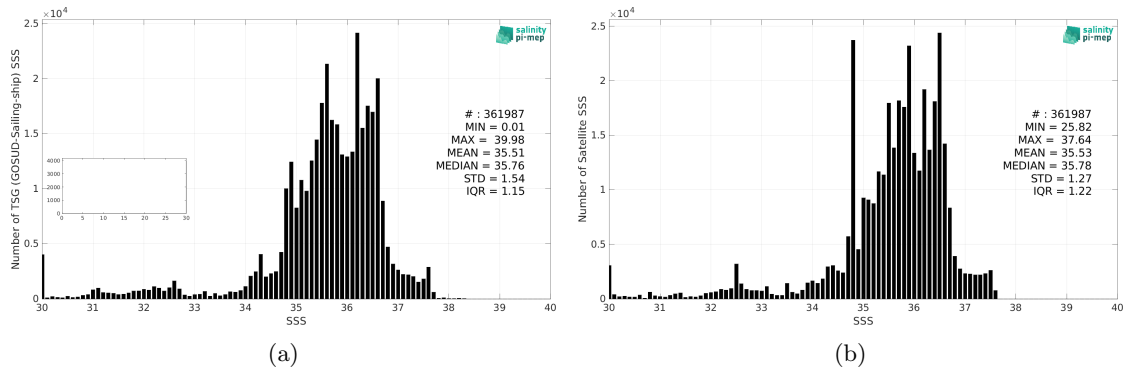 2.5 ×10⁴
salinity
pi-mep
2
1.5
1
0.5
0
Number of TSG (GOSUD-Sailing-ship) SSS
# : 361987
MIN = 0.01
MAX = 39.98
MEAN = 35.51
MEDIAN = 35.76
STD = 1.54
IQR = 1.15
4000
3000
2000
1000
0
0 5 10 15 20 25 30
30 31 32 33 34 35 36 37 38 39 40
SSS
(a)
2.5 ×10⁴
salinity
pi-mep
2
1.5
1
0.5
0
Number of Satellite SSS
# : 361987
MIN = 25.82
MAX = 37.64
MEAN = 35.53
MEDIAN = 35.78
STD = 1.27
IQR = 1.22
30 31 32 33 34 35 36 37 38 39 40
SSS
(b)